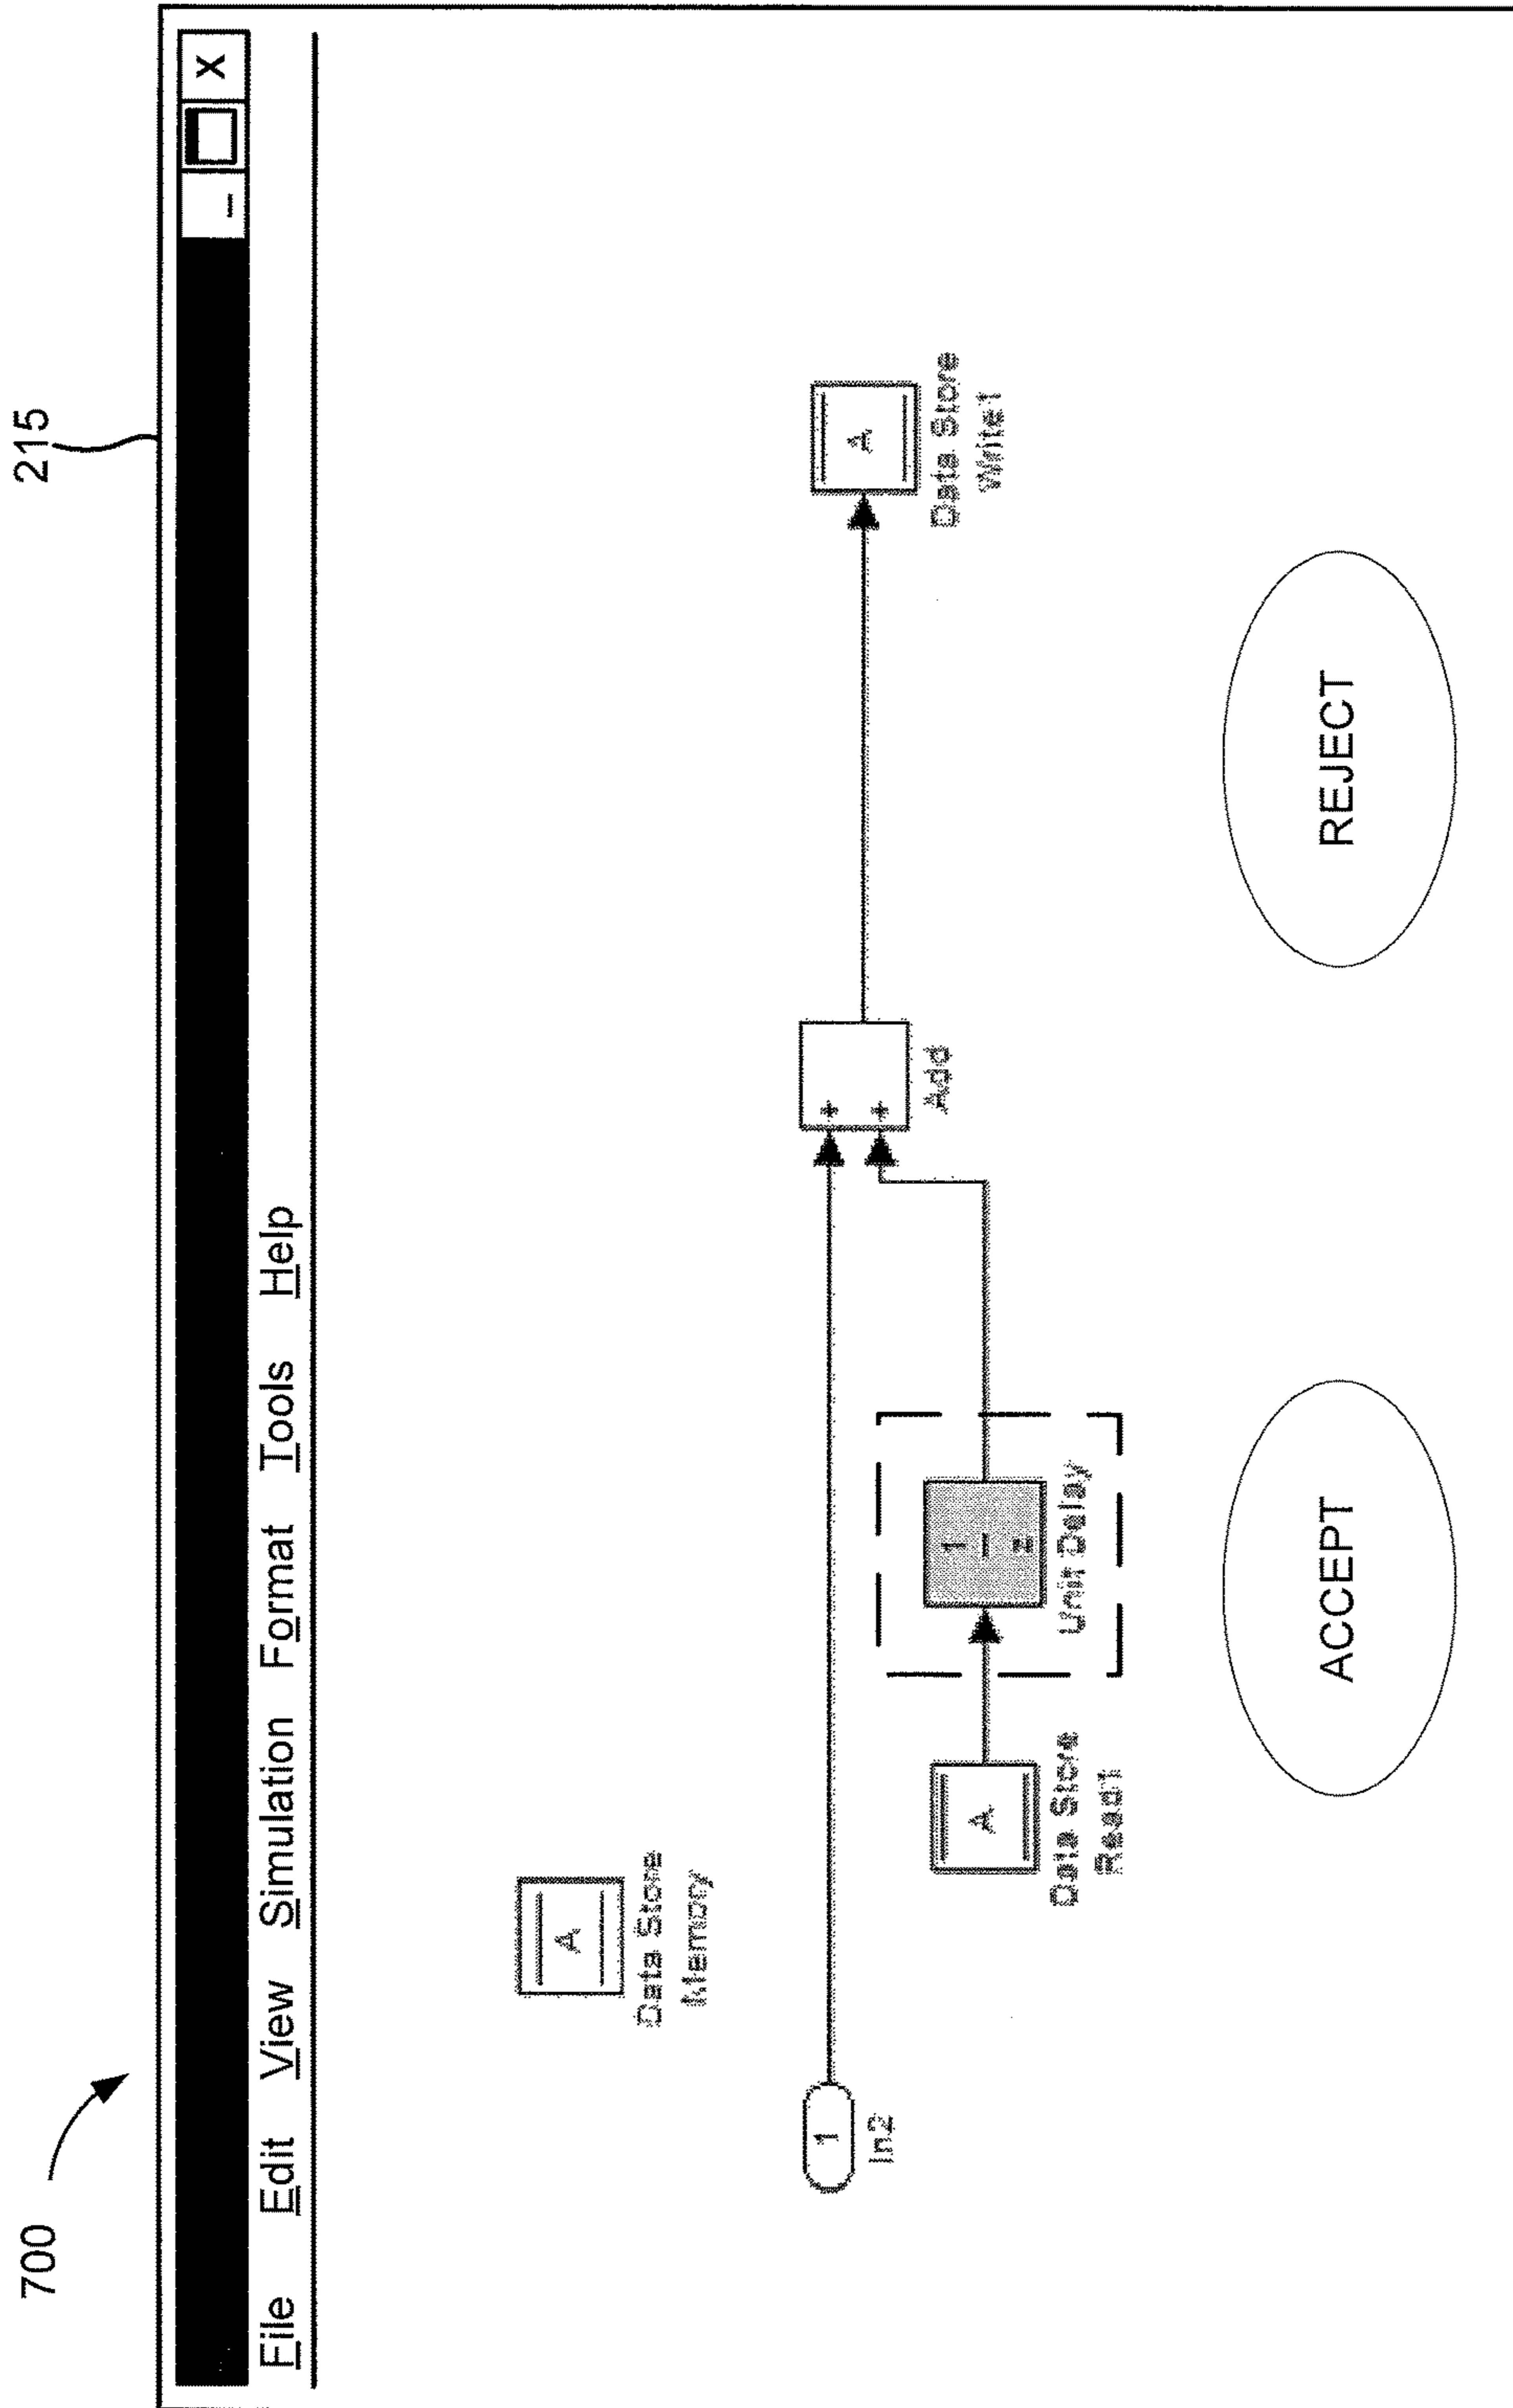 700
215
_ X
File Edit View Simulation Format Tools Help
A
Data Store
Memory
1
In2
+
+
Add
A
Data Store
Write1
A
Data Store
Read1
1
z
Unit Delay
ACCEPT
REJECT